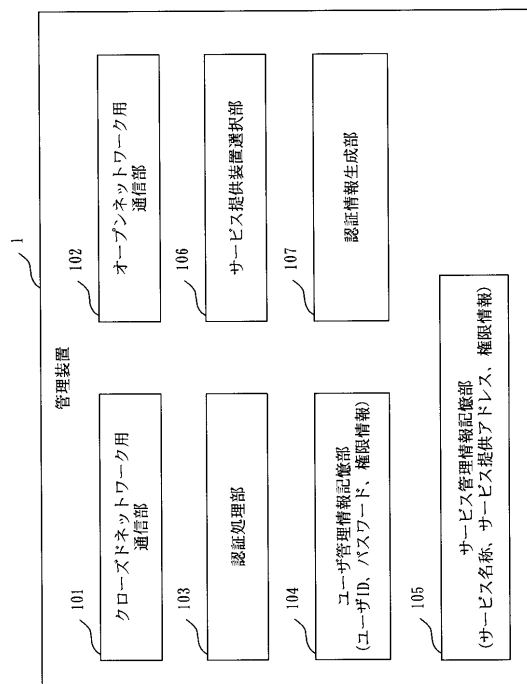 1
管理装置
101
クローズドネットワーク用
通信部
102
オープンネットワーク用
通信部
103
認証処理部
106
サービス提供装置選択部
104
ユーザ管理情報記憶部
(ユーザID、パスワード、権限情報)
107
認証情報生成部
105
サービス管理情報記憶部
(サービス名称、サービス提供アドレス、権限情報)